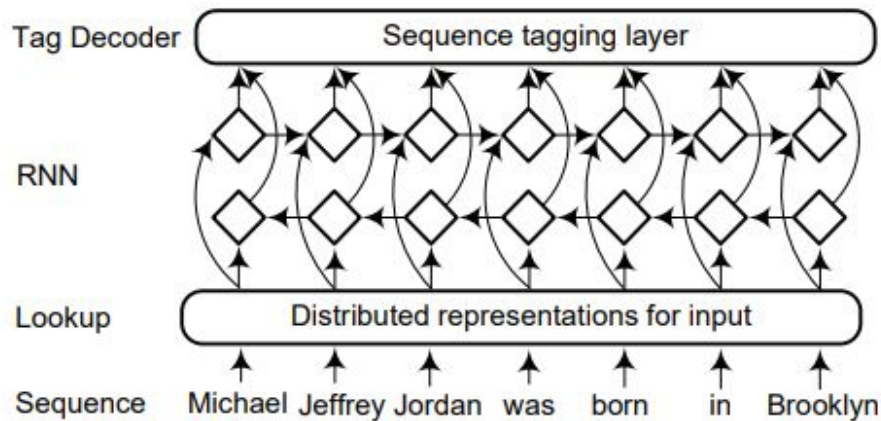 Tag Decoder Sequence tagging layer
RNN
Lookup Distributed representations for input
Sequence Michael Jeffrey Jordan was born in Brooklyn